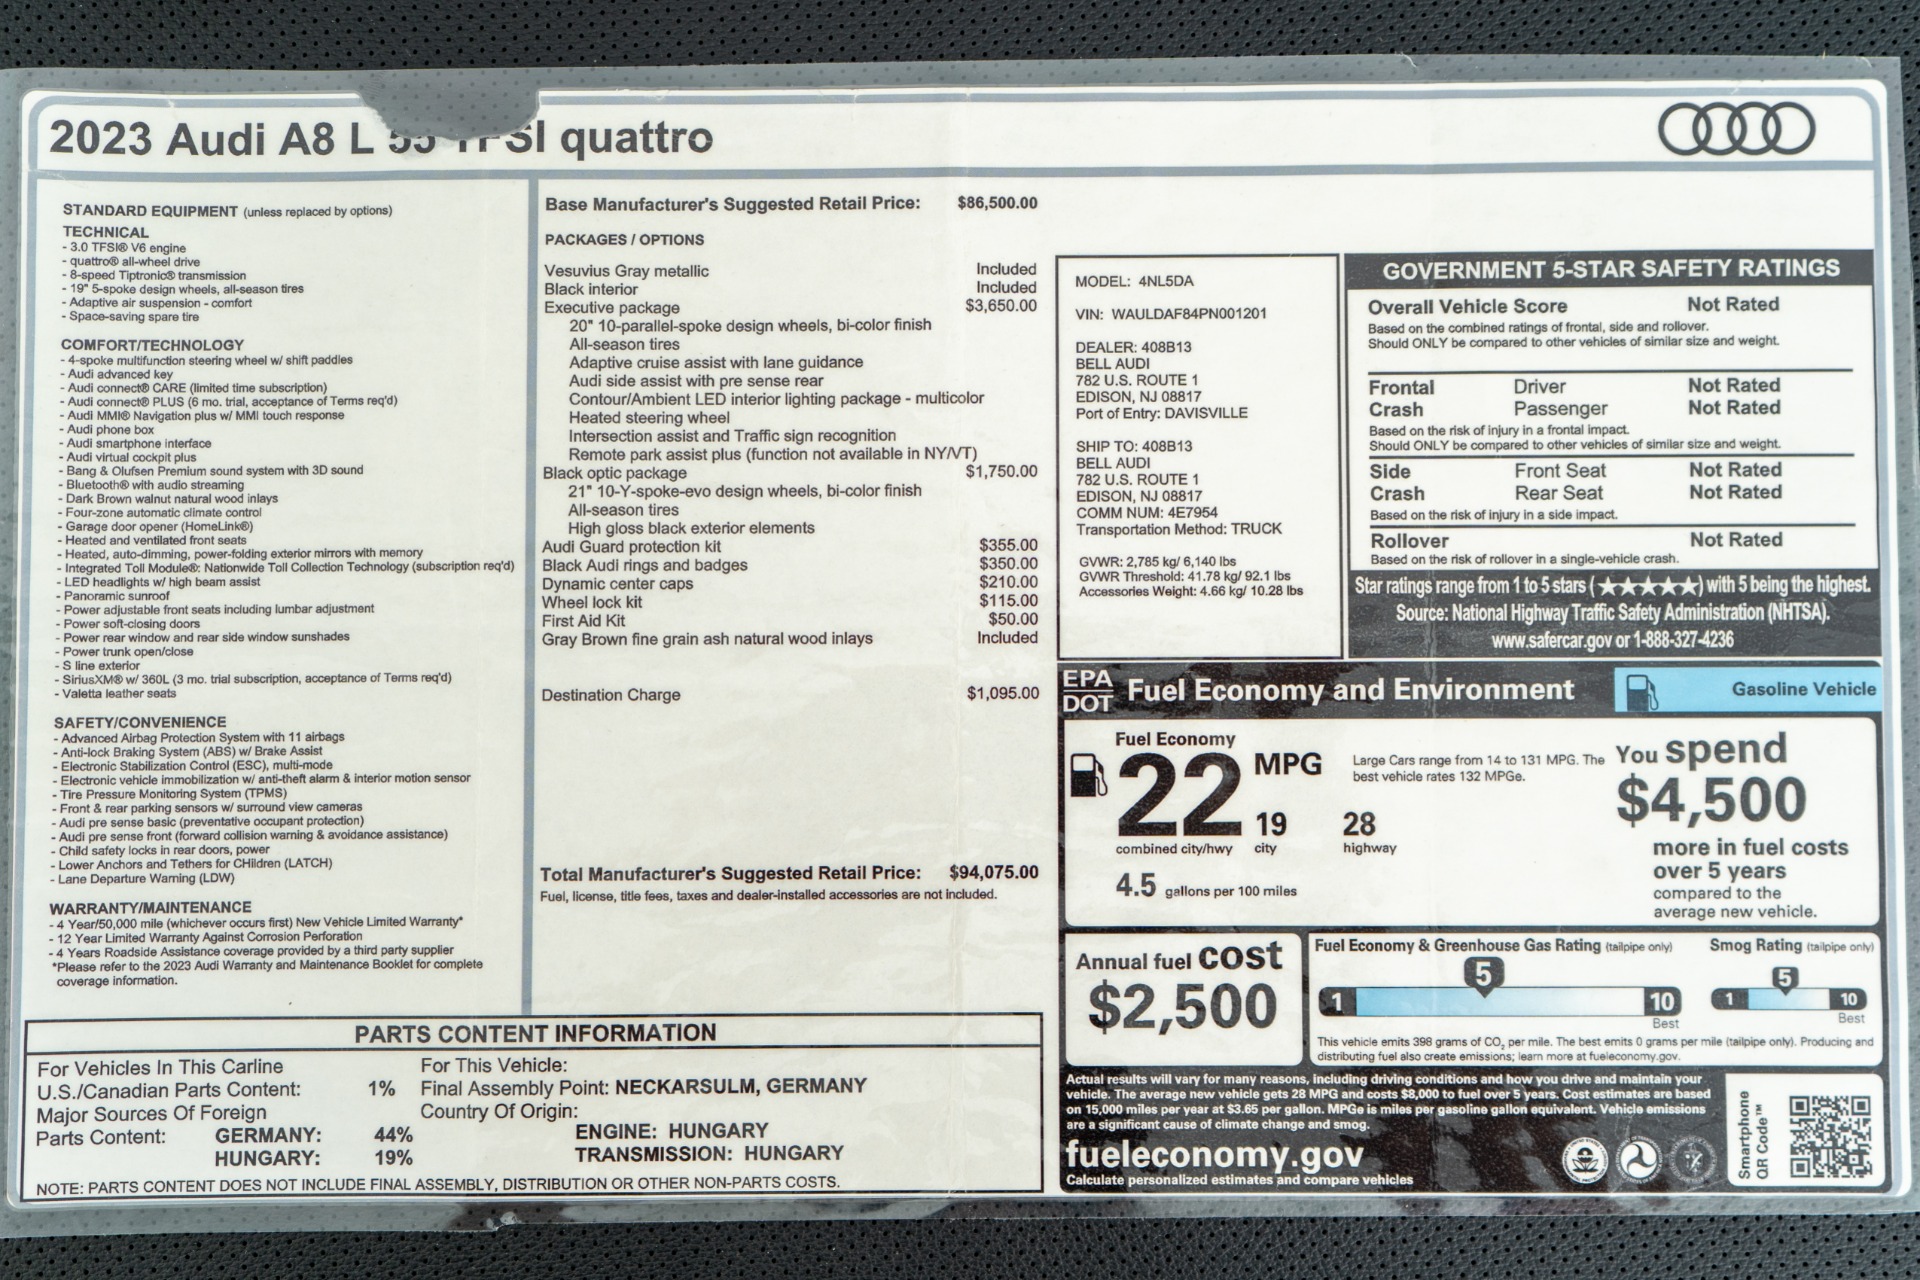 2023 Audi A8 L 55 TFSI quattro
STANDARD EQUIPMENT (unless replaced by options)
TECHNICAL
- 3.0 TFSI® V6 engine
- quattro® all-wheel drive
- 8-speed Tiptronic® transmission
- 19" 5-spoke design wheels, all-season tires
- Adaptive air suspension - comfort
- Space-saving spare tire
COMFORT/TECHNOLOGY
- 4-spoke multifunction steering wheel w/ shift paddles
- Audi advanced key
- Audi connect® CARE (limited time subscription)
- Audi connect® PLUS (6 mo. trial, acceptance of Terms req'd)
- Audi MMI® Navigation plus w/ MMI touch response
- Audi phone box
- Audi smartphone interface
- Audi virtual cockpit plus
- Bang & Olufsen Premium sound system with 3D sound
- Bluetooth® with audio streaming
- Dark Brown walnut natural wood inlays
- Four-zone automatic climate control
- Garage door opener (HomeLink®)
- Heated and ventilated front seats
- Heated, auto-dimming, power-folding exterior mirrors with memory
- Integrated Toll Module®: Nationwide Toll Collection Technology (subscription req'd)
- LED headlights w/ high beam assist
- Panoramic sunroof
- Power adjustable front seats including lumbar adjustment
- Power soft-closing doors
- Power rear window and rear side window sunshades
- Power trunk open/close
- S line exterior
- SiriusXM® w/ 360L (3 mo. trial subscription, acceptance of Terms req'd)
- Valetta leather seats
SAFETY/CONVENIENCE
- Advanced Airbag Protection System with 11 airbags
- Anti-lock Braking System (ABS) w/ Brake Assist
- Electronic Stabilization Control (ESC), multi-mode
- Electronic vehicle immobilization w/ anti-theft alarm & interior motion sensor
- Tire Pressure Monitoring System (TPMS)
- Front & rear parking sensors w/ surround view cameras
- Audi pre sense basic (preventative occupant protection)
- Audi pre sense front (forward collision warning & avoidance assistance)
- Child safety locks in rear doors, power
- Lower Anchors and Tethers for CHildren (LATCH)
- Lane Departure Warning (LDW)
WARRANTY/MAINTENANCE
- 4 Year/50,000 mile (whichever occurs first) New Vehicle Limited Warranty*
- 12 Year Limited Warranty Against Corrosion Perforation
- 4 Years Roadside Assistance coverage provided by a third party supplier
*Please refer to the 2023 Audi Warranty and Maintenance Booklet for complete
coverage information.
Base Manufacturer's Suggested Retail Price: $86,500.00
PACKAGES / OPTIONS
Vesuvius Gray metallic Included
Black interior Included
Executive package $3,650.00
20" 10-parallel-spoke design wheels, bi-color finish
All-season tires
Adaptive cruise assist with lane guidance
Audi side assist with pre sense rear
Contour/Ambient LED interior lighting package - multicolor
Heated steering wheel
Intersection assist and Traffic sign recognition
Remote park assist plus (function not available in NY/VT)
Black optic package $1,750.00
21" 10-Y-spoke-evo design wheels, bi-color finish
All-season tires
High gloss black exterior elements
Audi Guard protection kit $355.00
Black Audi rings and badges $350.00
Dynamic center caps $210.00
Wheel lock kit $115.00
First Aid Kit $50.00
Gray Brown fine grain ash natural wood inlays Included
Destination Charge $1,095.00
Total Manufacturer's Suggested Retail Price: $94,075.00
Fuel, license, title fees, taxes and dealer-installed accessories are not included.
MODEL: 4NL5DA
VIN: WAULDAF84PN001201
DEALER: 408B13
BELL AUDI
782 U.S. ROUTE 1
EDISON, NJ 08817
Port of Entry: DAVISVILLE
SHIP TO: 408B13
BELL AUDI
782 U.S. ROUTE 1
EDISON, NJ 08817
COMM NUM: 4E7954
Transportation Method: TRUCK
GVWR: 2,785 kg/ 6,140 lbs
GVWR Threshold: 41.78 kg/ 92.1 lbs
Accessories Weight: 4.66 kg/ 10.28 lbs
GOVERNMENT 5-STAR SAFETY RATINGS
Overall Vehicle Score Not Rated
Based on the combined ratings of frontal, side and rollover.
Should ONLY be compared to other vehicles of similar size and weight.
Frontal Driver Not Rated
Crash Passenger Not Rated
Based on the risk of injury in a frontal impact.
Should ONLY be compared to other vehicles of similar size and weight.
Side Front Seat Not Rated
Crash Rear Seat Not Rated
Based on the risk of injury in a side impact.
Rollover Not Rated
Based on the risk of rollover in a single-vehicle crash.
Star ratings range from 1 to 5 stars (★★★★★) with 5 being the highest.
Source: National Highway Traffic Safety Administration (NHTSA).
www.safercar.gov or 1-888-327-4236
EPA
DOT
Fuel Economy and Environment
Gasoline Vehicle
Fuel Economy
22 MPG
combined city/hwy
19
city
28
highway
4.5 gallons per 100 miles
Large Cars range from 14 to 131 MPG. The
best vehicle rates 132 MPGe.
You spend
$4,500
more in fuel costs
over 5 years
compared to the
average new vehicle.
Annual fuel cost
$2,500
Fuel Economy & Greenhouse Gas Rating (tailpipe only)
5
1 10
Best
Smog Rating (tailpipe only)
5
1 10
Best
This vehicle emits 398 grams of CO2 per mile. The best emits 0 grams per mile (tailpipe only). Producing and
distributing fuel also create emissions; learn more at fueleconomy.gov.
Actual results will vary for many reasons, including driving conditions and how you drive and maintain your
vehicle. The average new vehicle gets 28 MPG and costs $8,000 to fuel over 5 years. Cost estimates are based
on 15,000 miles per year at $3.65 per gallon. MPGe is miles per gasoline gallon equivalent. Vehicle emissions
are a significant cause of climate change and smog.
fueleconomy.gov
Calculate personalized estimates and compare vehicles
Smartphone
QR Code™
PARTS CONTENT INFORMATION
For Vehicles In This Carline
U.S./Canadian Parts Content: 1%
Major Sources Of Foreign
Parts Content: GERMANY: 44%
HUNGARY: 19%
For This Vehicle:
Final Assembly Point: NECKARSULM, GERMANY
Country Of Origin:
ENGINE: HUNGARY
TRANSMISSION: HUNGARY
NOTE: PARTS CONTENT DOES NOT INCLUDE FINAL ASSEMBLY, DISTRIBUTION OR OTHER NON-PARTS COSTS.